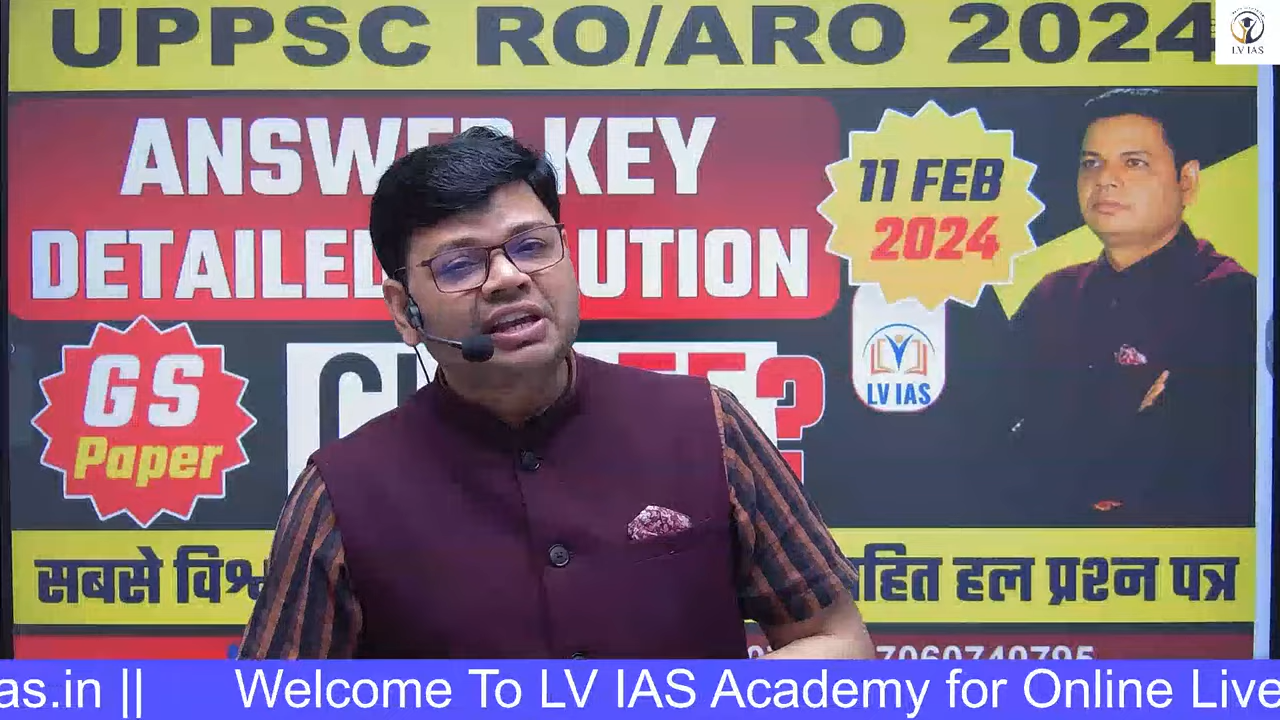 UPPSC RO/ARO 2024
LV IAS
ANSWER KEY
DETAILED UTION
11 FEB
2024
LV IAS
GS
Paper
?
सबसे हित हल प्रश्न पत्र
7060740795
as.in || Welcome To LV IAS Academy for Online Live